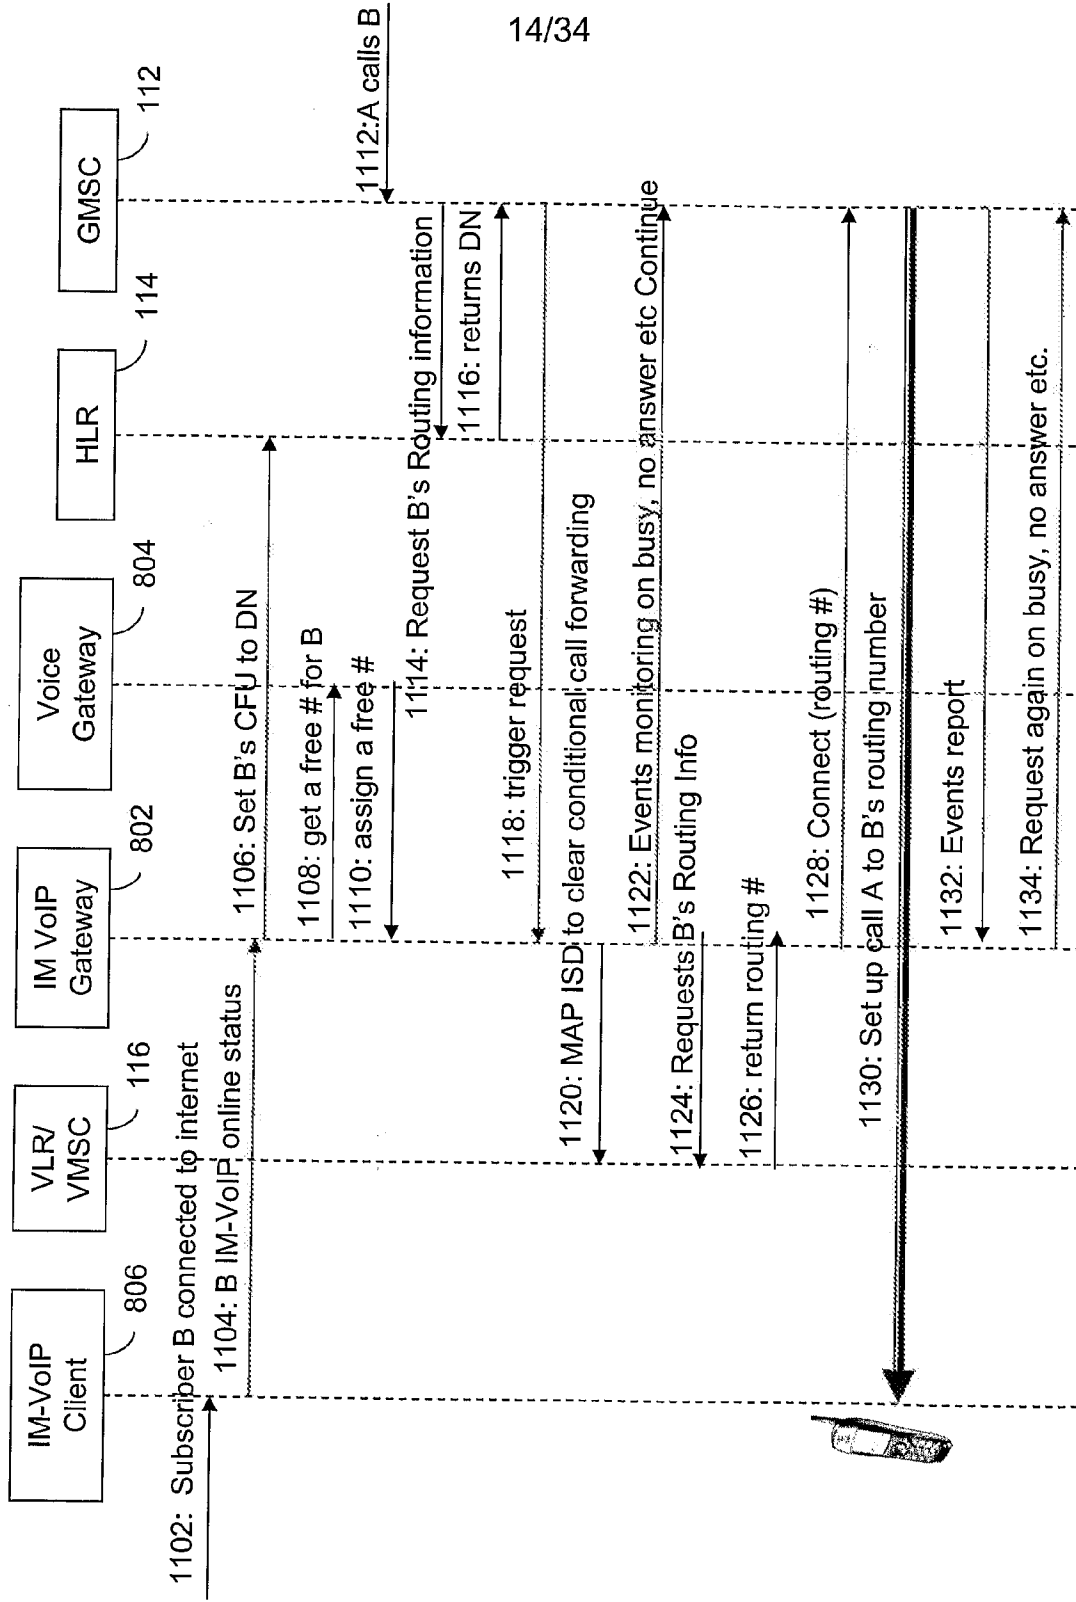 14/34
IM-VoIP
Client
806
VLR/
VMSC
116
IM VoIP
Gateway
802
Voice
Gateway
804
HLR
114
GMSC
112
1102: Subscriber B connected to internet
1104: B IM-VoIP online status
1106: Set B's CFU to DN
1108: get a free # for B
1110: assign a free #
1112:A calls B
1114: Request B's Routing information
1116: returns DN
1118: trigger request
1120: MAP ISD to clear conditional call forwarding
1122: Events monitoring on busy, no answer etc Continue
1124: Requests B's Routing Info
1126: return routing #
1128: Connect (routing #)
1130: Set up call A to B's routing number
1132: Events report
1134: Request again on busy, no answer etc.